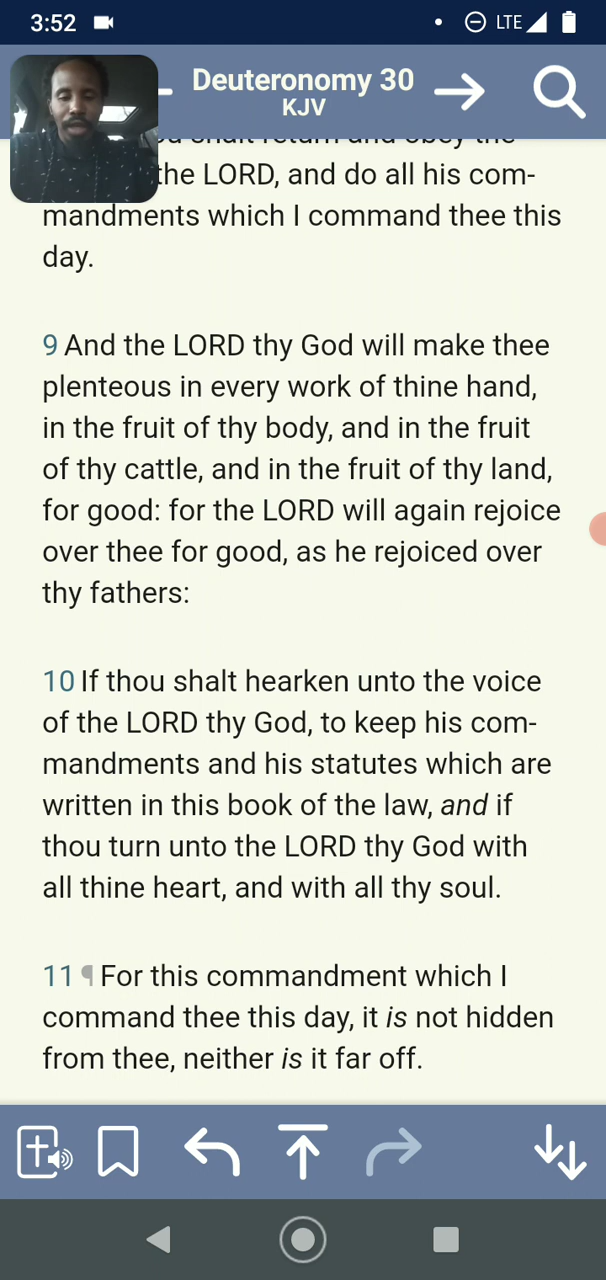 3:52
LTE
Deuteronomy 30
KJV
shalt return and obey the
the LORD, and do all his com-
mandments which I command thee this
day.
9 And the LORD thy God will make thee
plenteous in every work of thine hand,
in the fruit of thy body, and in the fruit
of thy cattle, and in the fruit of thy land,
for good: for the LORD will again rejoice
over thee for good, as he rejoiced over
thy fathers:
10 If thou shalt hearken unto the voice
of the LORD thy God, to keep his com-
mandments and his statutes which are
written in this book of the law, and if
thou turn unto the LORD thy God with
all thine heart, and with all thy soul.
11 ¶ For this commandment which I
command thee this day, it is not hidden
from thee, neither is it far off.